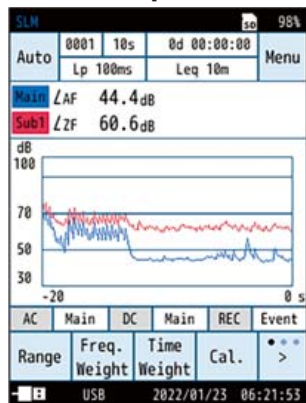 SLM SD 98%
Auto 0001 10s 0d 00:00:00 Menu
Lp 100ms Leq 10m
Main LAF 44.4dB
Sub1 LZF 60.6dB
dB
100
70
50
30
-20 0 s
AC Main DC Main REC Event
Range Freq. Weight Time Weight Cal. >
USB 2022/01/23 06:21:53